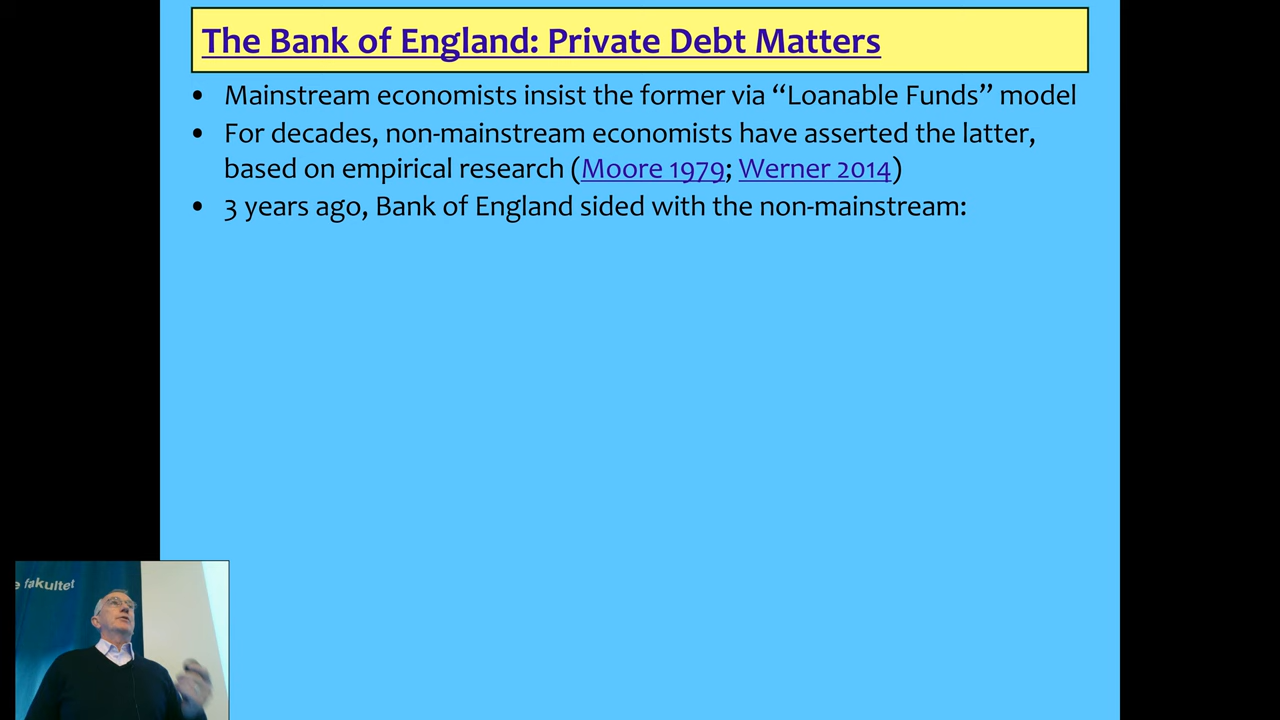 The Bank of England: Private Debt Matters
• Mainstream economists insist the former via “Loanable Funds” model
• For decades, non-mainstream economists have asserted the latter,
based on empirical research (Moore 1979; Werner 2014)
• 3 years ago, Bank of England sided with the non-mainstream:
e fakultet